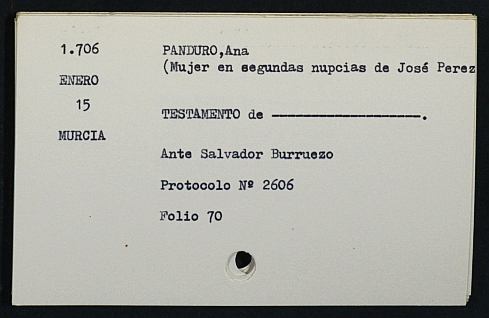 1.706
PANDURO,Ana
(Mujer en segundas nupcias de José Perez
ENERO
15
TESTAMENTO de ———————————.
MURCIA
Ante Salvador Burruezo
Protocolo Nº 2606
Folio 70